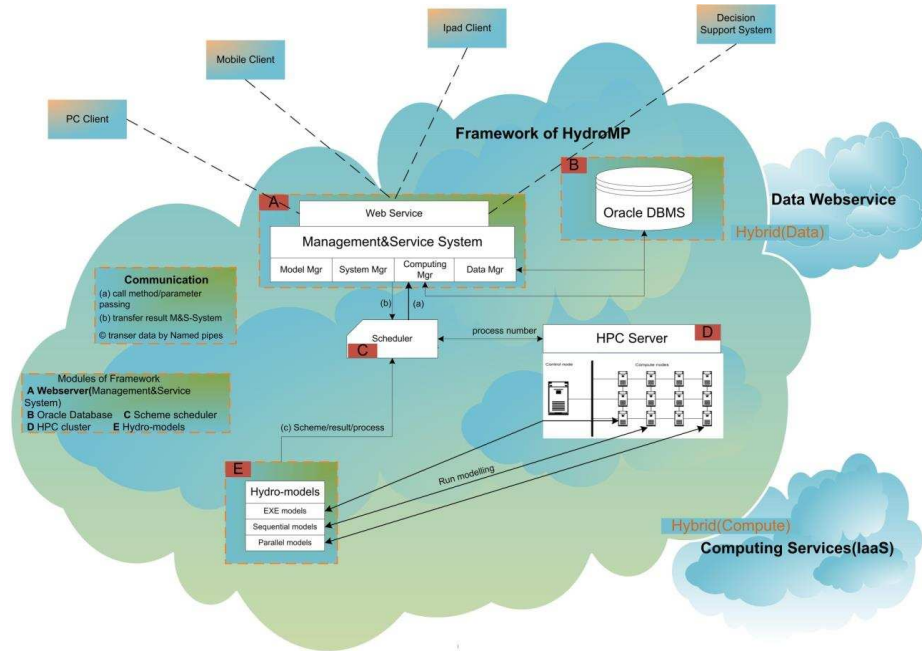 Ipad Client
Decision
Support System
Mobile Client
PC Client
Framework of HydroMP
A
Web Service
Management&Service System
Model Mgr
System Mgr
Computing
Mgr
Data Mgr
B
Oracle DBMS
Data Webservice
Hybrid(Data)
Communication
(a) call method/parameter
passing
(b) transfer result M&S-System
© transer data by Named pipes
(b)
(a)
Scheduler
C
process number
HPC Server
D
Control node
Compute nodes
Modules of Framework
A Webserver(Management&Service
System)
B Oracle Database C Scheme scheduler
D HPC cluster E Hydro-models
(c) Scheme/result/process
E
Hydro-models
EXE models
Sequential models
Parallel models
Run modelling
Hybrid(Compute)
Computing Services(IaaS)